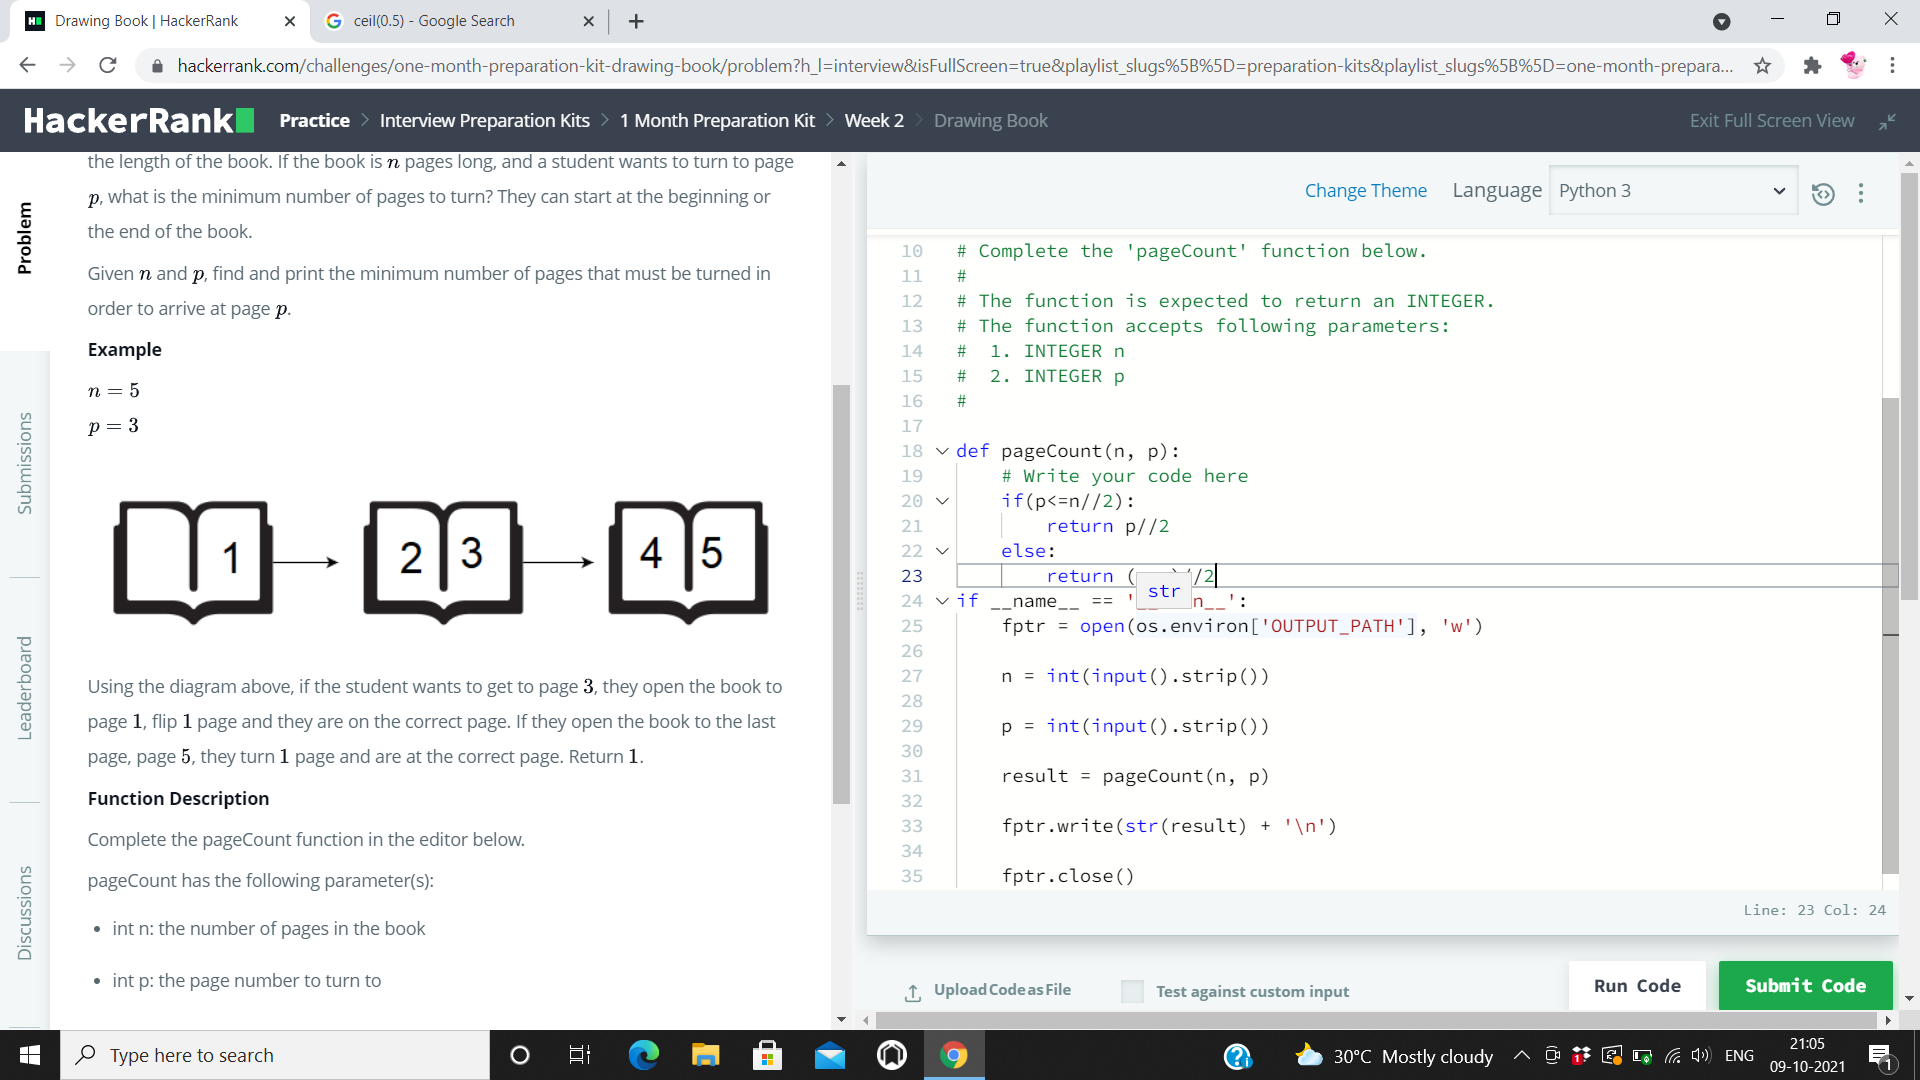 Drawing Book | HackerRank
ceil(0.5) - Google Search
hackerrank.com/challenges/one-month-preparation-kit-drawing-book/problem?h_l=interview&isFullScreen=true&playlist_slugs%5B%5D=preparation-kits&playlist_slugs%5B%5D=one-month-prepara...
HackerRank Practice > Interview Preparation Kits > 1 Month Preparation Kit > Week 2 > Drawing Book
Exit Full Screen View
Problem
Submissions
Leaderboard
Discussions
the length of the book. If the book is n pages long, and a student wants to turn to page
p, what is the minimum number of pages to turn? They can start at the beginning or
the end of the book.
Given n and p, find and print the minimum number of pages that must be turned in
order to arrive at page p.
Example
n = 5
p = 3
1 2 3 4 5
Using the diagram above, if the student wants to get to page 3, they open the book to
page 1, flip 1 page and they are on the correct page. If they open the book to the last
page, page 5, they turn 1 page and are at the correct page. Return 1.
Function Description
Complete the pageCount function in the editor below.
pageCount has the following parameter(s):
• int n: the number of pages in the book
• int p: the page number to turn to
Change Theme Language Python 3
10 # Complete the 'pageCount' function below.
11 #
12 # The function is expected to return an INTEGER.
13 # The function accepts following parameters:
14 #  1. INTEGER n
15 #  2. INTEGER p
16 #
17
18 def pageCount(n, p):
19     # Write your code here
20     if(p<=n//2):
21         return p//2
22     else:
23         return ( //2
str
24 if __name__ == '__ n__':
25     fptr = open(os.environ['OUTPUT_PATH'], 'w')
26
27     n = int(input().strip())
28
29     p = int(input().strip())
30
31     result = pageCount(n, p)
32
33     fptr.write(str(result) + '\n')
34
35     fptr.close()
Line: 23 Col: 24
Upload Code as File
Test against custom input
Run Code
Submit Code
Type here to search
30°C Mostly cloudy
ENG
21:05
09-10-2021
1